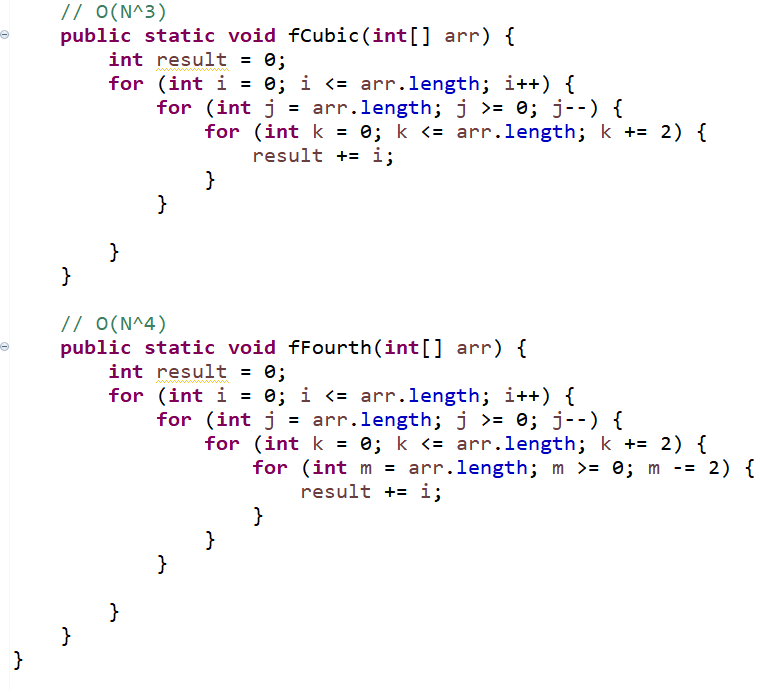 // O(N^3)
public static void fCubic(int[] arr) {
int result = 0;
for (int i = 0; i <= arr.length; i++) {
for (int j = arr.length; j >= 0; j--) {
for (int k = 0; k <= arr.length; k += 2) {
result += i;
}
}
}
}
// O(N^4)
public static void fFourth(int[] arr) {
int result = 0;
for (int i = 0; i <= arr.length; i++) {
for (int j = arr.length; j >= 0; j--) {
for (int k = 0; k <= arr.length; k += 2) {
for (int m = arr.length; m >= 0; m -= 2) {
result += i;
}
}
}
}
}
}